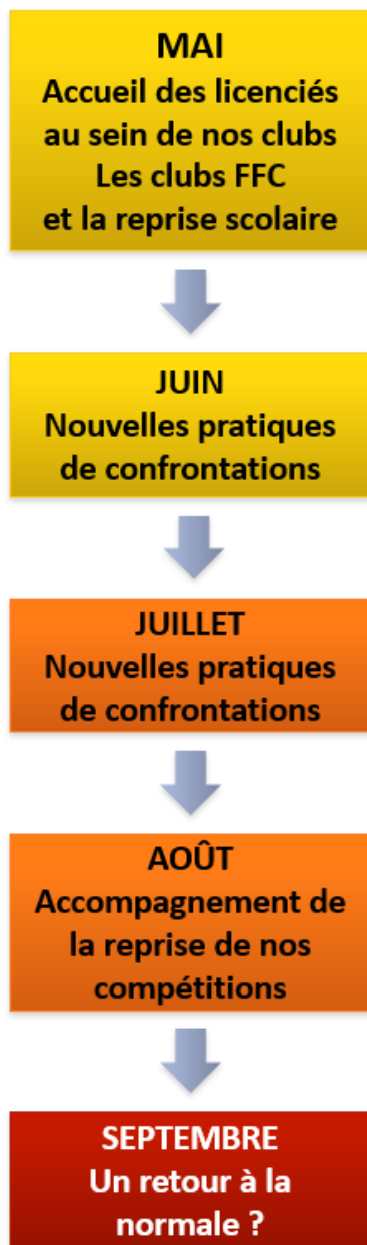 MAI
Accueil des licenciés
au sein de nos clubs
Les clubs FFC
et la reprise scolaire
JUIN
Nouvelles pratiques
de confrontations
JUILLET
Nouvelles pratiques
de confrontations
AOÛT
Accompagnement de
la reprise de nos
compétitions
SEPTEMBRE
Un retour à la
normale ?